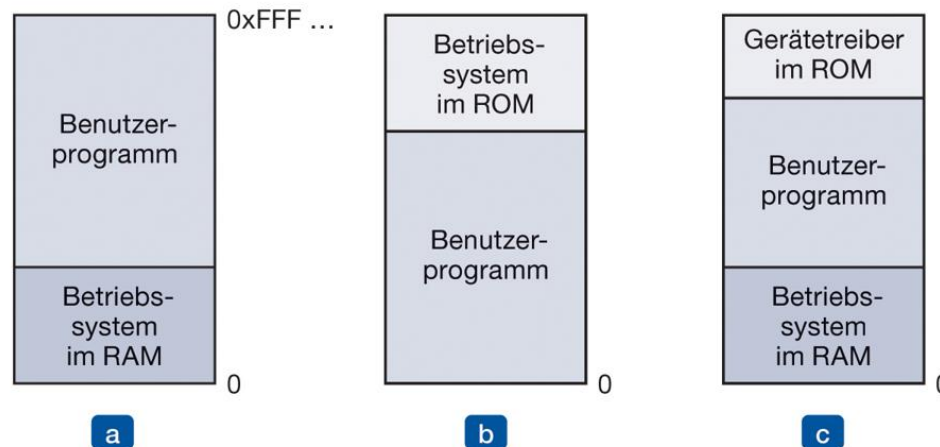 0xFFF ...
Benutzer-
programm
Betriebs-
system
im RAM
0
a
Betriebs-
system
im ROM
Benutzer-
programm
0
b
Gerätetreiber
im ROM
Benutzer-
programm
Betriebs-
system
im RAM
0
c